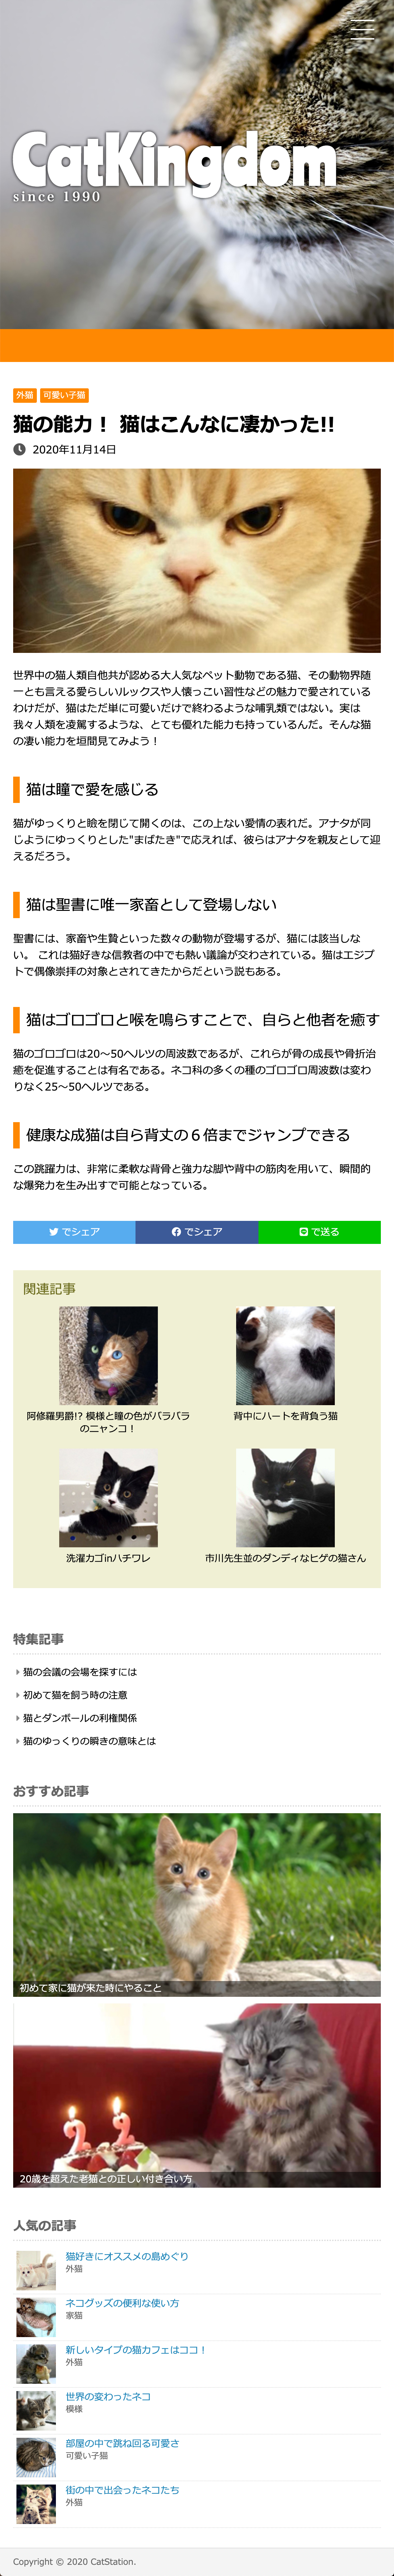 CatKingdom
since 1990
外猫 可愛い子猫
猫の能力！ 猫はこんなに凄かった!!
2020年11月14日
世界中の猫人類自他共が認める大人気なペット動物である猫、その動物界随
一とも言える愛らしいルックスや人懐っこい習性などの魅力で愛されている
わけだが、猫はただ単に可愛いだけで終わるような哺乳類ではない。実は
我々人類を凌駕するような、とても優れた能力も持っているんだ。そんな猫
の凄い能力を垣間見てみよう！
猫は瞳で愛を感じる
猫がゆっくりと瞼を閉じて開くのは、この上ない愛情の表れだ。アナタが同
じようにゆっくりとした"まばたき"で応えれば、彼らはアナタを親友として迎
えるだろう。
猫は聖書に唯一家畜として登場しない
聖書には、家畜や生贄といった数々の動物が登場するが、猫には該当しな
い。 これは猫好きな信教者の中でも熱い議論が交わされている。猫はエジプ
トで偶像崇拝の対象とされてきたからだという説もある。
猫はゴロゴロと喉を鳴らすことで、自らと他者を癒す
猫のゴロゴロは20〜50ヘルツの周波数であるが、これらが骨の成長や骨折治
癒を促進することは有名である。ネコ科の多くの種のゴロゴロ周波数は変わ
りなく25〜50ヘルツである。
健康な成猫は自ら背丈の６倍までジャンプできる
この跳躍力は、非常に柔軟な背骨と強力な脚や背中の筋肉を用いて、瞬間的
な爆発力を生み出すで可能となっている。
でシェア でシェア で送る
関連記事
阿修羅男爵!? 模様と瞳の色がバラバラ
のニャンコ！
背中にハートを背負う猫
洗濯カゴinハチワレ
市川先生並のダンディなヒゲの猫さん
特集記事
猫の会議の会場を探すには
初めて猫を飼う時の注意
猫とダンボールの利権関係
猫のゆっくりの瞬きの意味とは
おすすめ記事
初めて家に猫が来た時にやること
20歳を超えた老猫との正しい付き合い方
人気の記事
猫好きにオススメの島めぐり
外猫
ネコグッズの便利な使い方
家猫
新しいタイプの猫カフェはココ！
外猫
世界の変わったネコ
模様
部屋の中で跳ね回る可愛さ
可愛い子猫
街の中で出会ったネコたち
外猫
Copyright © 2020 CatStation.